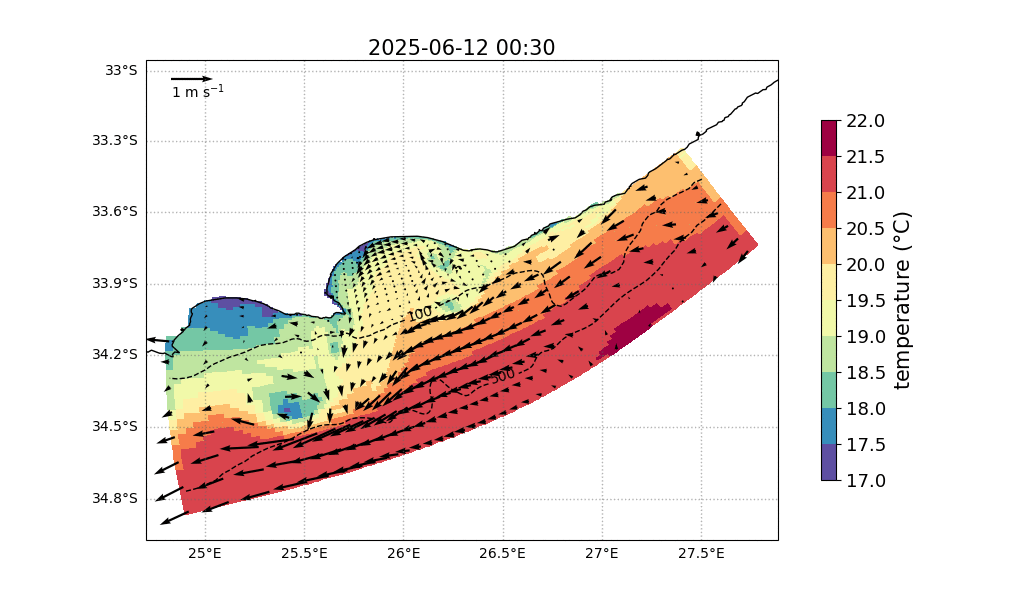 2025-06-12 00:30
33°S
33.3°S
33.6°S
33.9°S
34.2°S
34.5°S
34.8°S
1 m s⁻¹
100
500
25°E
25.5°E
26°E
26.5°E
27°E
27.5°E
22.0
21.5
21.0
20.5
20.0
19.5
19.0
18.5
18.0
17.5
17.0
temperature (°C)